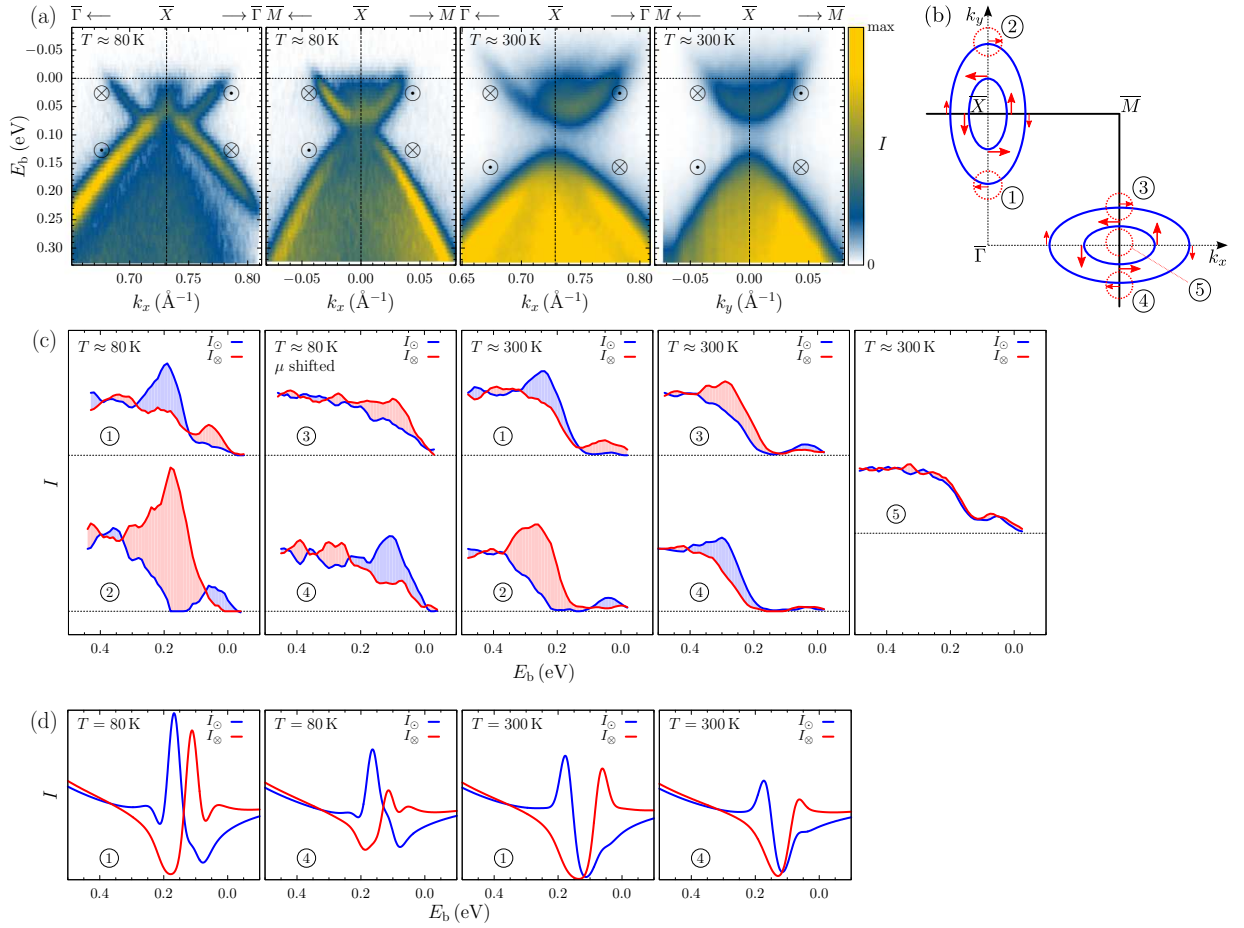 (a)
Γ̅ ← X̅ → Γ̅
M̅ ← X̅ → M̅
Γ̅ ← X̅ → Γ̅
M̅ ← X̅ → M̅
T ≈ 80 K
T ≈ 80 K
T ≈ 300 K
T ≈ 300 K
⊗ ⊙ ⊗ ⊙
⊙ ⊗ ⊙ ⊗
⊗ ⊙ ⊗ ⊙
⊙ ⊗ ⊙ ⊗
E_b (eV)
−0.05
0.00
0.05
0.10
0.15
0.20
0.25
0.30
0.70 0.75 0.80
−0.05 0.00 0.05
0.65 0.70 0.75 0.80
−0.05 0.00 0.05
k_x (Å⁻¹)
k_x (Å⁻¹)
k_x (Å⁻¹)
k_y (Å⁻¹)
max
I
0
(b)
k_y
②
X̅
M̅
①
③
Γ̅
k_x
④
⑤
(c)
T ≈ 80 K I_⊙
I_⊗
①
②
T ≈ 80 K I_⊙
μ shifted I_⊗
③
④
T ≈ 300 K I_⊙
I_⊗
①
②
T ≈ 300 K I_⊙
I_⊗
③
④
T ≈ 300 K I_⊙
I_⊗
⑤
I
0.4 0.2 0.0
0.4 0.2 0.0
0.4 0.2 0.0
0.4 0.2 0.0
0.4 0.2 0.0
E_b (eV)
(d)
T = 80 K I_⊙
I_⊗
①
T = 80 K I_⊙
I_⊗
④
T = 300 K I_⊙
I_⊗
①
T = 300 K I_⊙
I_⊗
④
I
0.4 0.2 0.0
0.4 0.2 0.0
0.4 0.2 0.0
0.4 0.2 0.0
E_b (eV)